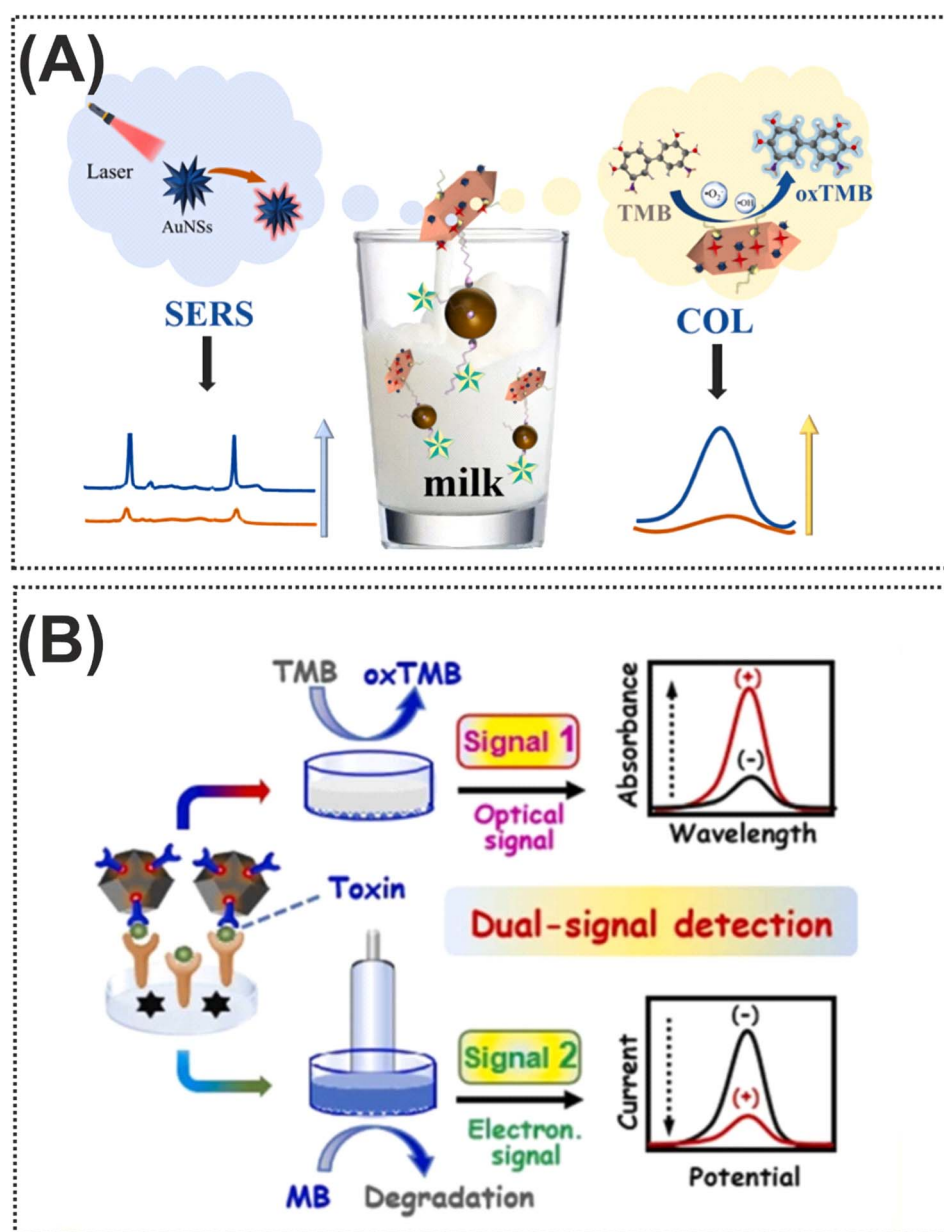 (A)
Laser
AuNSs
SERS
milk
TMB
•O₂⁻
•OH
oxTMB
COL
(B)
TMB oxTMB
Signal 1
Optical
signal
Absorbance
(+)
(-)
Wavelength
Toxin
Dual-signal detection
Signal 2
Electron.
signal
MB Degradation
Current
(-)
(+)
Potential